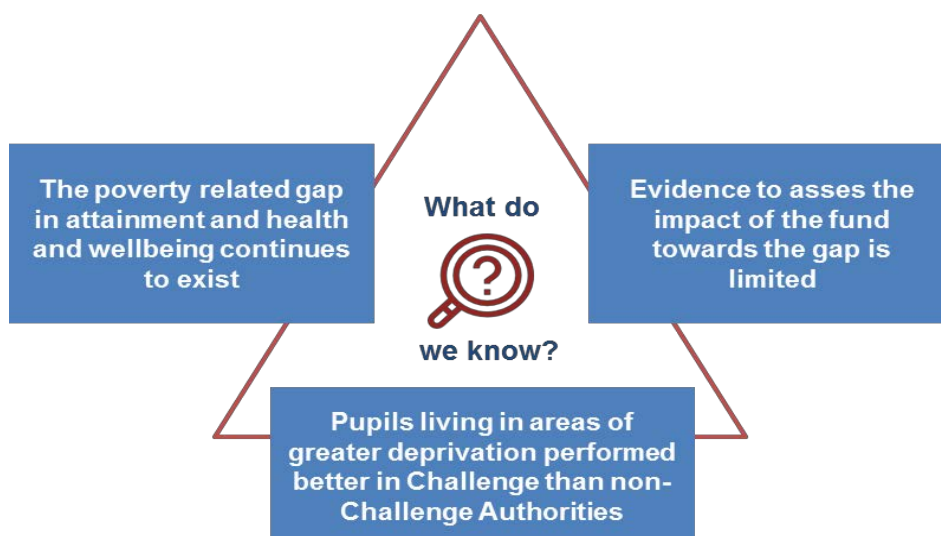 The poverty related gap
in attainment and health
and wellbeing continues
to exist
What do
?
we know?
Evidence to asses the
impact of the fund
towards the gap is
limited
Pupils living in areas of
greater deprivation performed
better in Challenge than non-
Challenge Authorities